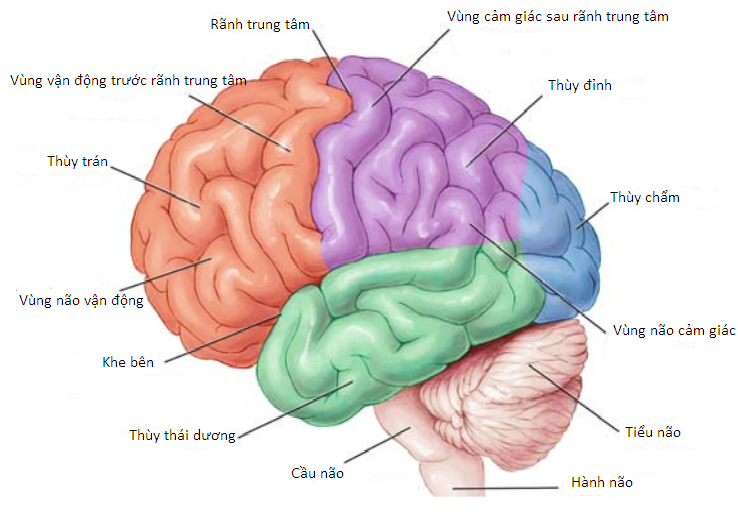 Vùng cảm giác sau rãnh trung tâm
Rãnh trung tâm
Vùng vận động trước rãnh trung tâm
Thùy đỉnh
Thùy trán
Thùy chẩm
Vùng não vận động
Vùng não cảm giác
Khe bên
Thùy thái dương
Tiểu não
Cầu não
Hành não